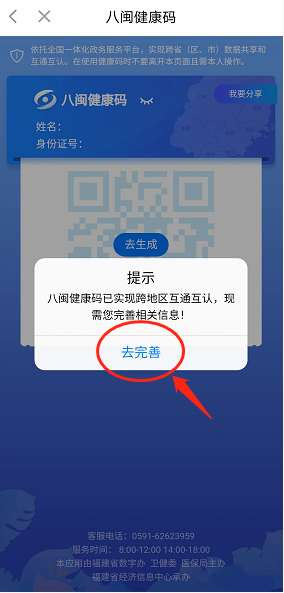 八闽健康码
依托全国一体化政务服务平台，实现跨省（区、市）数据共享和
互通互认。在使用健康码时不要离开本页面且需本人操作。
我要分享
八闽健康码
姓名：
身份证号：
去生成
提示
八闽健康码已实现跨地区互通互认，现
需您完善相关信息！
去完善
客服电话：0591-62623959
服务时间： 8:00-12:00 14:00-18:00
本应用由福建省数字办 卫健委 医保局主办
福建省经济信息中心承办